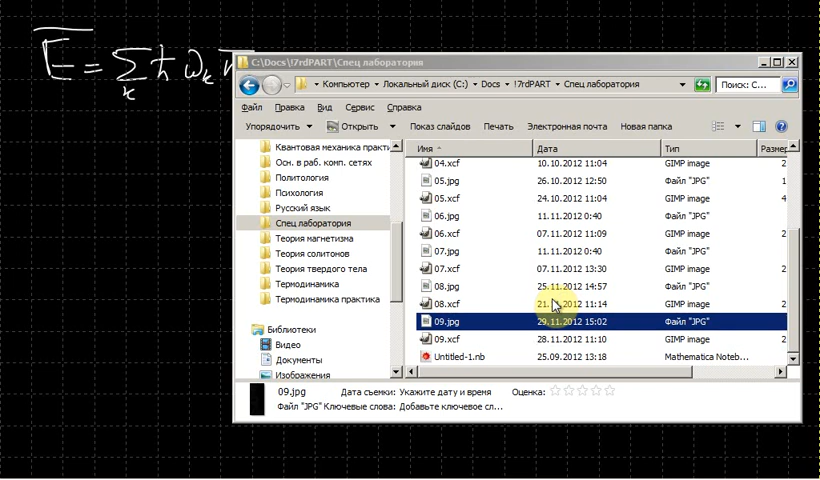 E = ∑ ħ ω_k n
k
C:\Docs\!7rdPART\Спец лаборатория
Компьютер Локальный диск (C:) Docs !7rdPART Спец лаборатория Поиск: С...
Файл Правка Вид Сервис Справка
Упорядочить Открыть Показ слайдов Печать Электронная почта Новая папка
Квантовая механика практи
Осн. в раб. комп. сетях
Политология
Психология
Русский язык
Спец лаборатория
Теория магнетизма
Теория солитонов
Теория твердого тела
Термодинамика
Термодинамика практика
Библиотеки
Видео
Документы
Изображения
Имя Дата Тип Размер
04.xcf 10.10.2012 11:04 GIMP image 2
05.jpg 26.10.2012 12:50 Файл "JPG" 1
05.xcf 24.10.2012 11:04 GIMP image 4
06.jpg 11.11.2012 0:40 Файл "JPG"
06.xcf 07.11.2012 11:09 GIMP image 2
07.jpg 11.11.2012 0:40 Файл "JPG"
07.xcf 07.11.2012 13:30 GIMP image 2
08.jpg 25.11.2012 14:57 Файл "JPG"
08.xcf 21. .2012 11:14 GIMP image 2
09.jpg 29.11.2012 15:02 Файл "JPG"
09.xcf 28.11.2012 11:10 GIMP image 2
Untitled-1.nb 25.09.2012 13:18 Mathematica Noteb...
09.jpg Дата съемки: Укажите дату и время Оценка:
Файл "JPG" Ключевые слова: Добавьте ключевое сл...